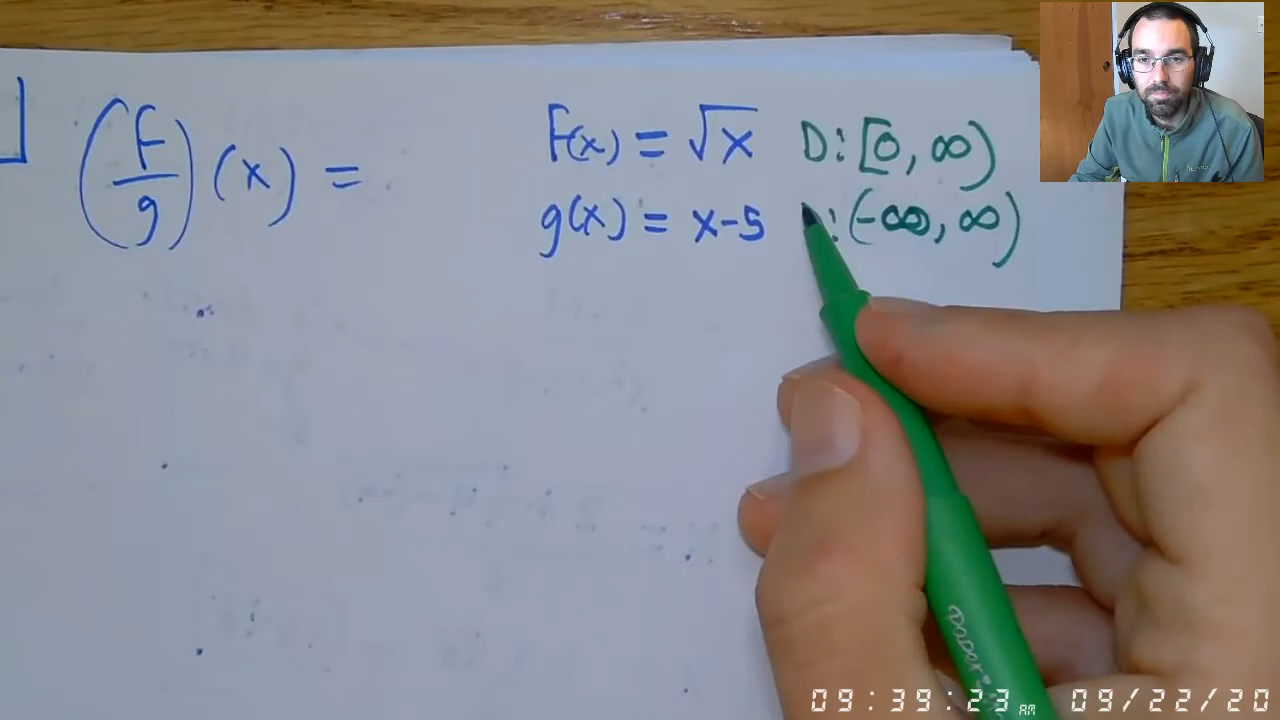 (f/g)(x) =
f(x) = √x D: [0, ∞)
g(x) = x-5 D: (-∞, ∞)
09:39:23 AM 09/22/20